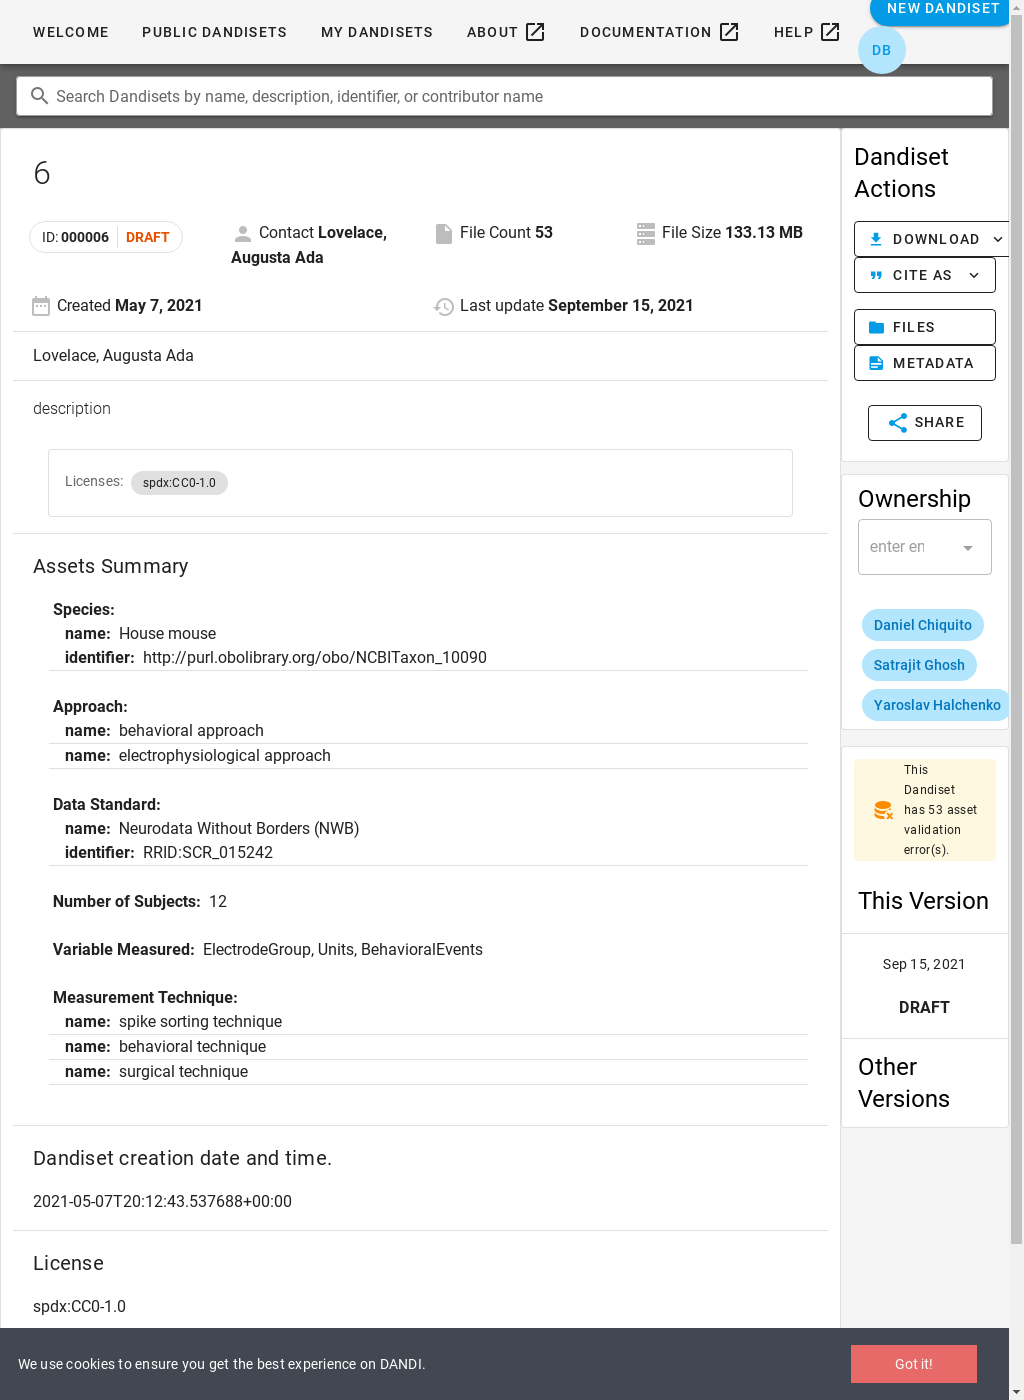 WELCOME PUBLIC DANDISETS MY DANDISETS ABOUT DOCUMENTATION HELP NEW DANDISET
DB
Search Dandisets by name, description, identifier, or contributor name
6
ID: 000006 DRAFT
Contact Lovelace, Augusta Ada
File Count 53
File Size 133.13 MB
Created May 7, 2021
Last update September 15, 2021
Lovelace, Augusta Ada
description
Licenses: spdx:CC0-1.0
Assets Summary
Species:
name: House mouse
identifier: http://purl.obolibrary.org/obo/NCBITaxon_10090
Approach:
name: behavioral approach
name: electrophysiological approach
Data Standard:
name: Neurodata Without Borders (NWB)
identifier: RRID:SCR_015242
Number of Subjects: 12
Variable Measured: ElectrodeGroup, Units, BehavioralEvents
Measurement Technique:
name: spike sorting technique
name: behavioral technique
name: surgical technique
Dandiset creation date and time.
2021-05-07T20:12:43.537688+00:00
License
spdx:CC0-1.0
Dandiset
Actions
DOWNLOAD
CITE AS
FILES
METADATA
SHARE
Ownership
enter en
Daniel Chiquito
Satrajit Ghosh
Yaroslav Halchenko
This
Dandiset
has 53 asset
validation
error(s).
This Version
Sep 15, 2021
DRAFT
Other
Versions
We use cookies to ensure you get the best experience on DANDI.
Got it!